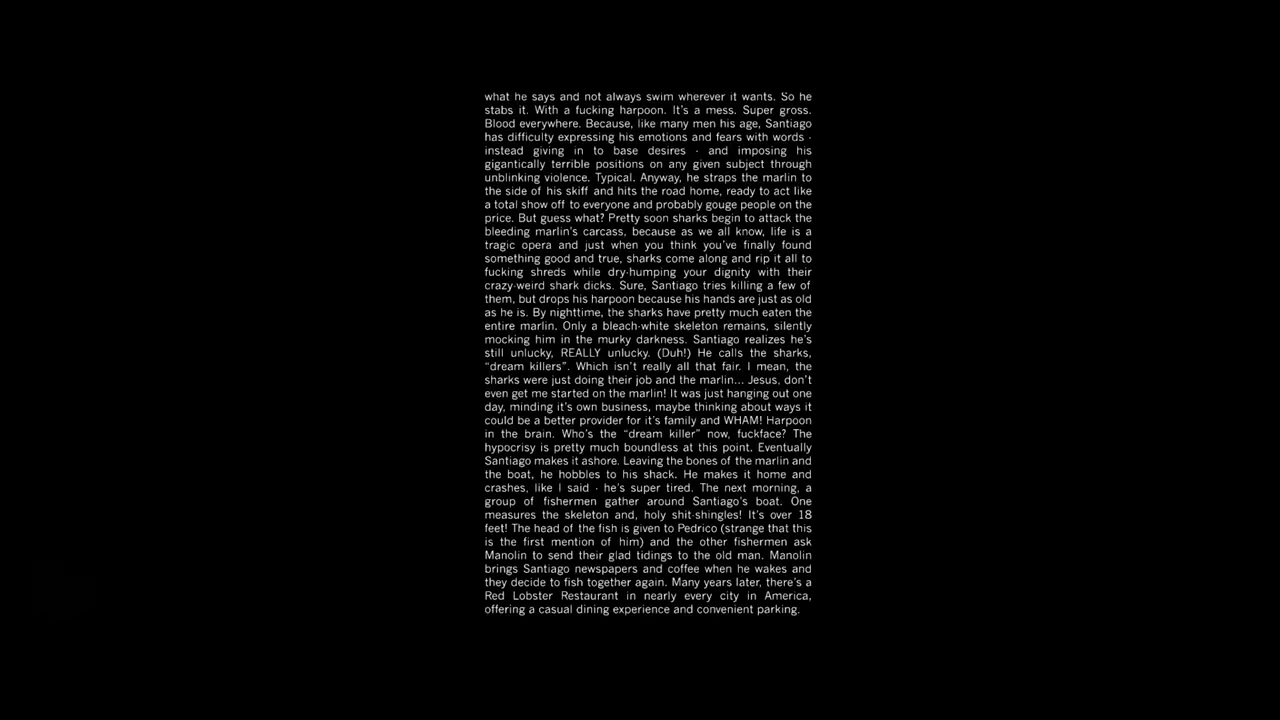 what he says and not always swim wherever it wants. So he
stabs it. With a fucking harpoon. It's a mess. Super gross.
Blood everywhere. Because, like many men his age, Santiago
has difficulty expressing his emotions and fears with words -
instead giving in to base desires - and imposing his
gigantically terrible positions on any given subject through
unblinking violence. Typical. Anyway, he straps the marlin to
the side of his skiff and hits the road home, ready to act like
a total show off to everyone and probably gouge people on the
price. But guess what? Pretty soon sharks begin to attack the
bleeding marlin's carcass, because as we all know, life is a
tragic opera and just when you think you've finally found
something good and true, sharks come along and rip it all to
fucking shreds while dry-humping your dignity with their
crazy-weird shark dicks. Sure, Santiago tries killing a few of
them, but drops his harpoon because his hands are just as old
as he is. By nighttime, the sharks have pretty much eaten the
entire marlin. Only a bleach-white skeleton remains, silently
mocking him in the murky darkness. Santiago realizes he's
still unlucky, REALLY unlucky. (Duh!) He calls the sharks,
“dream killers”. Which isn't really all that fair. I mean, the
sharks were just doing their job and the marlin... Jesus, don't
even get me started on the marlin! It was just hanging out one
day, minding it's own business, maybe thinking about ways it
could be a better provider for it's family and WHAM! Harpoon
in the brain. Who's the “dream killer” now, fuckface? The
hypocrisy is pretty much boundless at this point. Eventually
Santiago makes it ashore. Leaving the bones of the marlin and
the boat, he hobbles to his shack. He makes it home and
crashes, like I said - he's super tired. The next morning, a
group of fishermen gather around Santiago's boat. One
measures the skeleton and, holy shit-shingles! It's over 18
feet! The head of the fish is given to Pedrico (strange that this
is the first mention of him) and the other fishermen ask
Manolin to send their glad tidings to the old man. Manolin
brings Santiago newspapers and coffee when he wakes and
they decide to fish together again. Many years later, there's a
Red Lobster Restaurant in nearly every city in America,
offering a casual dining experience and convenient parking.